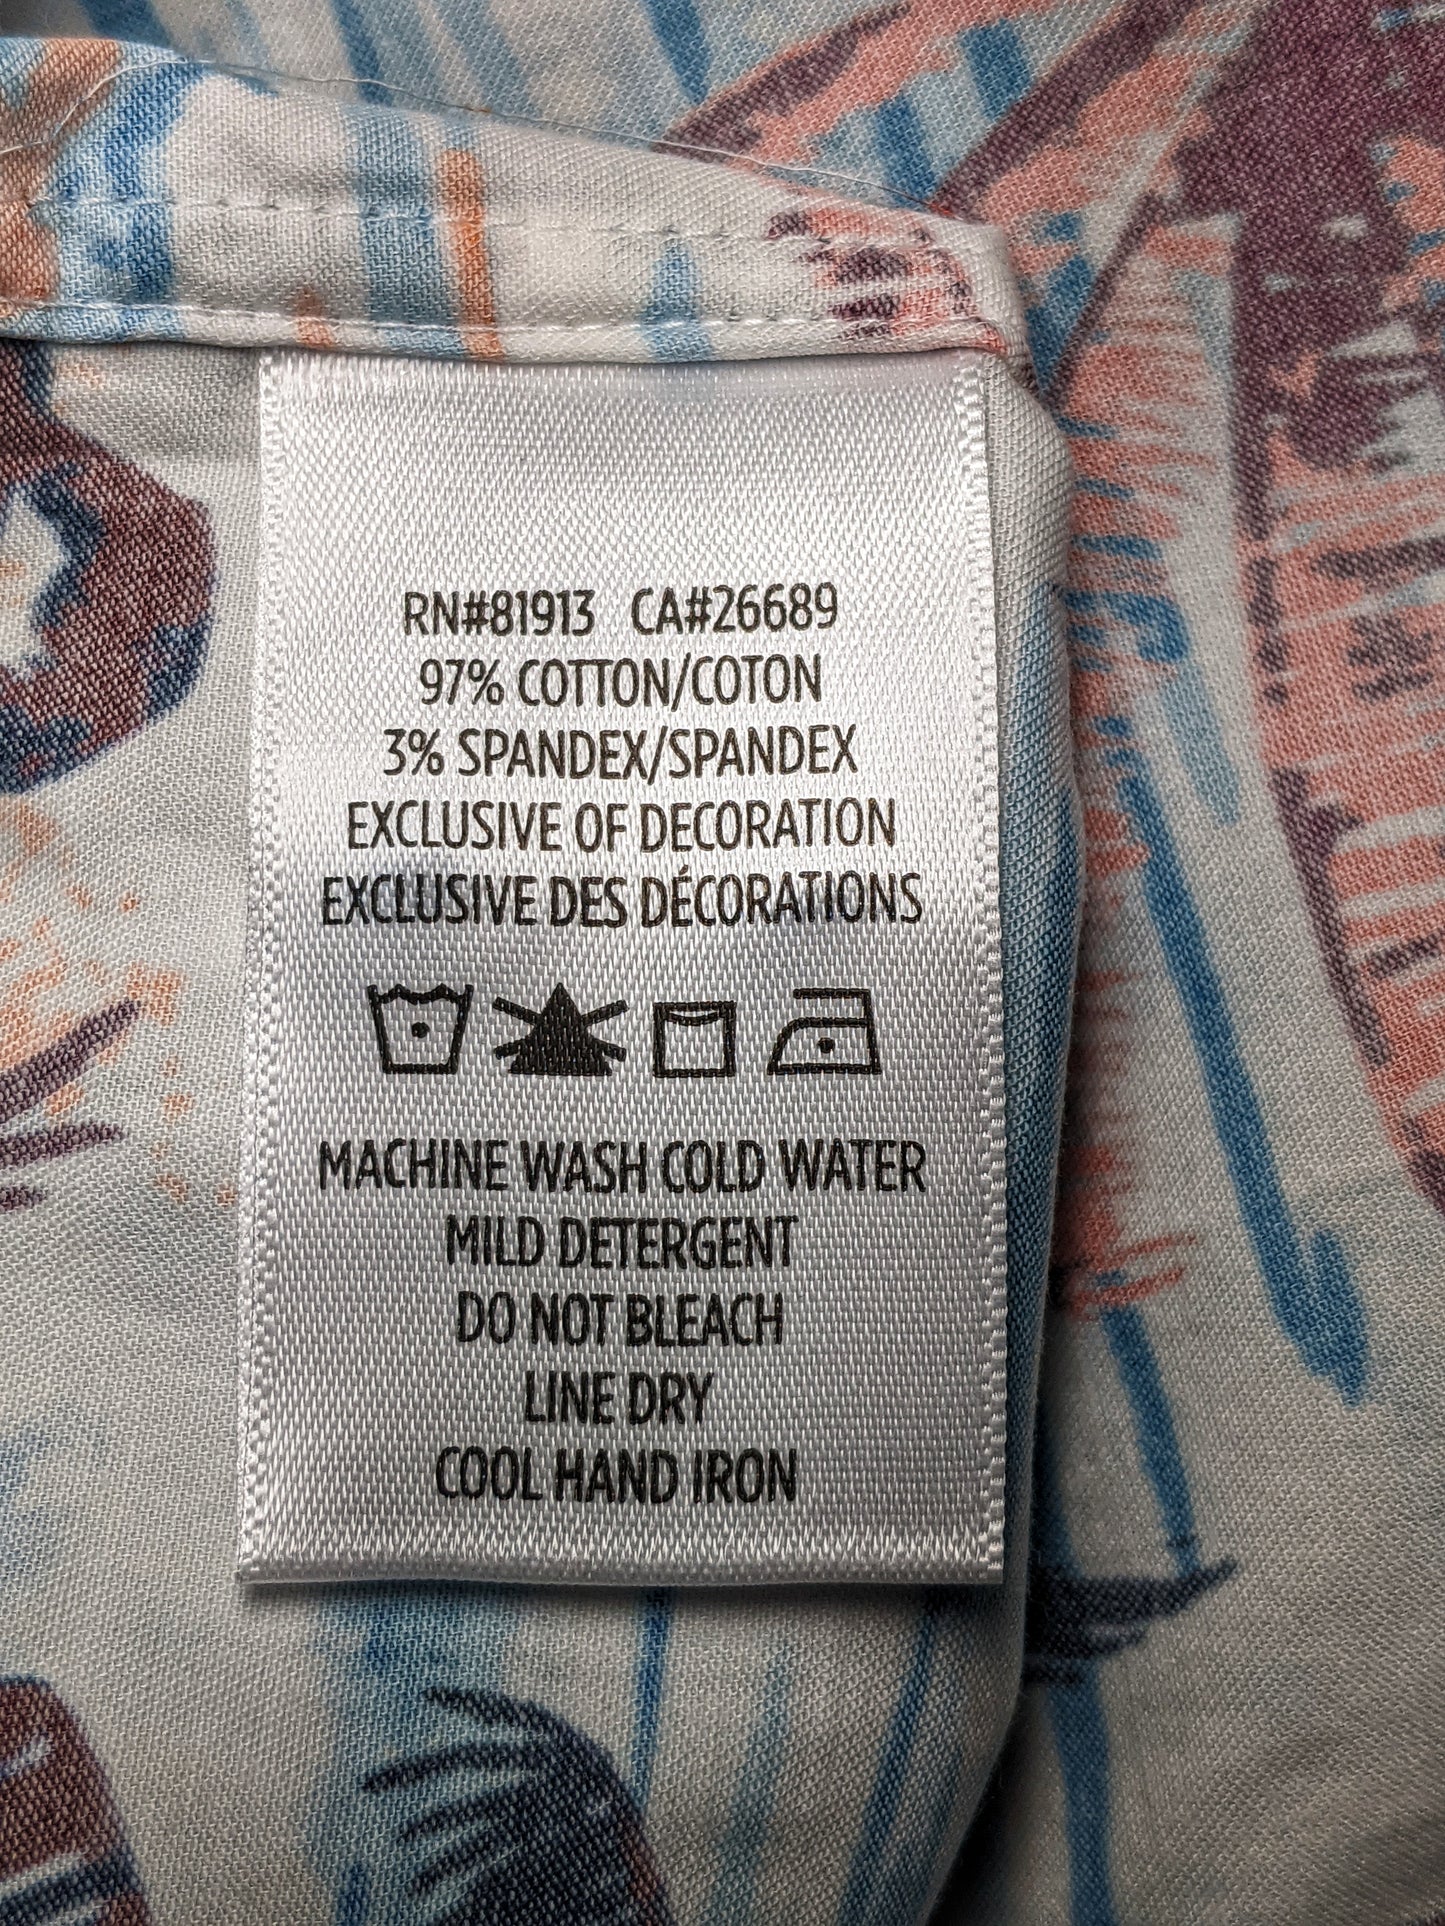 RN#81913 CA#26689
97% COTTON/COTON
3% SPANDEX/SPANDEX
EXCLUSIVE OF DECORATION
EXCLUSIVE DES DÉCORATIONS
MACHINE WASH COLD WATER
MILD DETERGENT
DO NOT BLEACH
LINE DRY
COOL HAND IRON